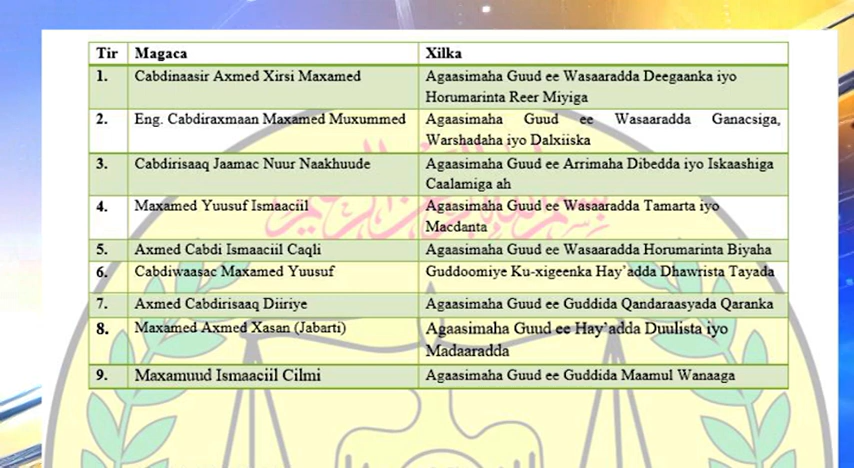 Tir Magaca Xilka
1. Cabdinaasir Axmed Xirsi Maxamed Agaasimaha Guud ee Wasaaradda Deegaanka iyo
Horumarinta Reer Miyiga
2. Eng. Cabdiraxmaan Maxamed Muxummed Agaasimaha Guud ee Wasaaradda Ganacsiga,
Warshadaha iyo Dalxiiska
3. Cabdirisaaq Jaamac Nuur Naakhuude Agaasimaha Guud ee Arrimaha Dibedda iyo Iskaashiga
Caalamiga ah
4. Maxamed Yuusuf Ismaaciil Agaasimaha Guud ee Wasaaradda Tamarta iyo
Macdanta
5. Axmed Cabdi Ismaaciil Caqli Agaasimaha Guud ee Wasaaradda Horumarinta Biyaha
6. Cabdiwaasac Maxamed Yuusuf Guddoomiye Ku-xigeenka Hay’adda Dhawrista Tayada
7. Axmed Cabdirisaaq Diiriye Agaasimaha Guud ee Guddida Qandaraasyada Qaranka
8. Maxamed Axmed Xasan (Jabarti) Agaasimaha Guud ee Hay’adda Duulista iyo
Madaaradda
9. Maxamuud Ismaaciil Cilmi Agaasimaha Guud ee Guddida Maamul Wanaaga
بسم الله الرحمن الرحيم